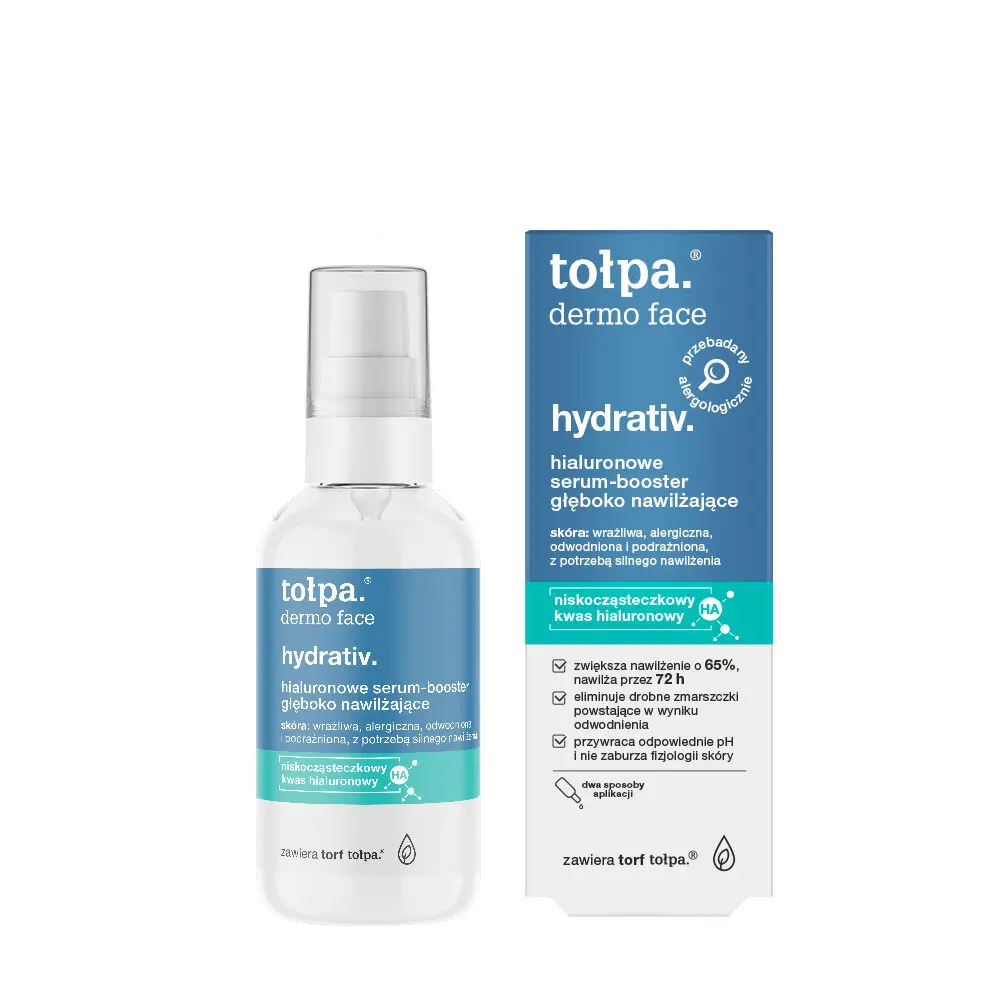 tołpa.®
dermo face
hydrativ.
hialuronowe serum-booster
głęboko nawilżające
skóra: wrażliwa, alergiczna, odwodniona
i podrażniona, z potrzebą silnego nawilżenia
niskocząsteczkowy
kwas hialuronowy
HA
zawiera torf tołpa.®
tołpa.®
dermo face
przebadany
alergologicznie
hydrativ.
hialuronowe
serum-booster
głęboko nawilżające
skóra: wrażliwa, alergiczna,
odwodniona i podrażniona,
z potrzebą silnego nawilżenia
niskocząsteczkowy
kwas hialuronowy
HA
zwiększa nawilżenie o 65%,
nawilża przez 72 h
eliminuje drobne zmarszczki
powstające w wyniku
odwodnienia
przywraca odpowiednie pH
i nie zaburza fizjologii skóry
dwa sposoby
aplikacji
zawiera torf tołpa.®